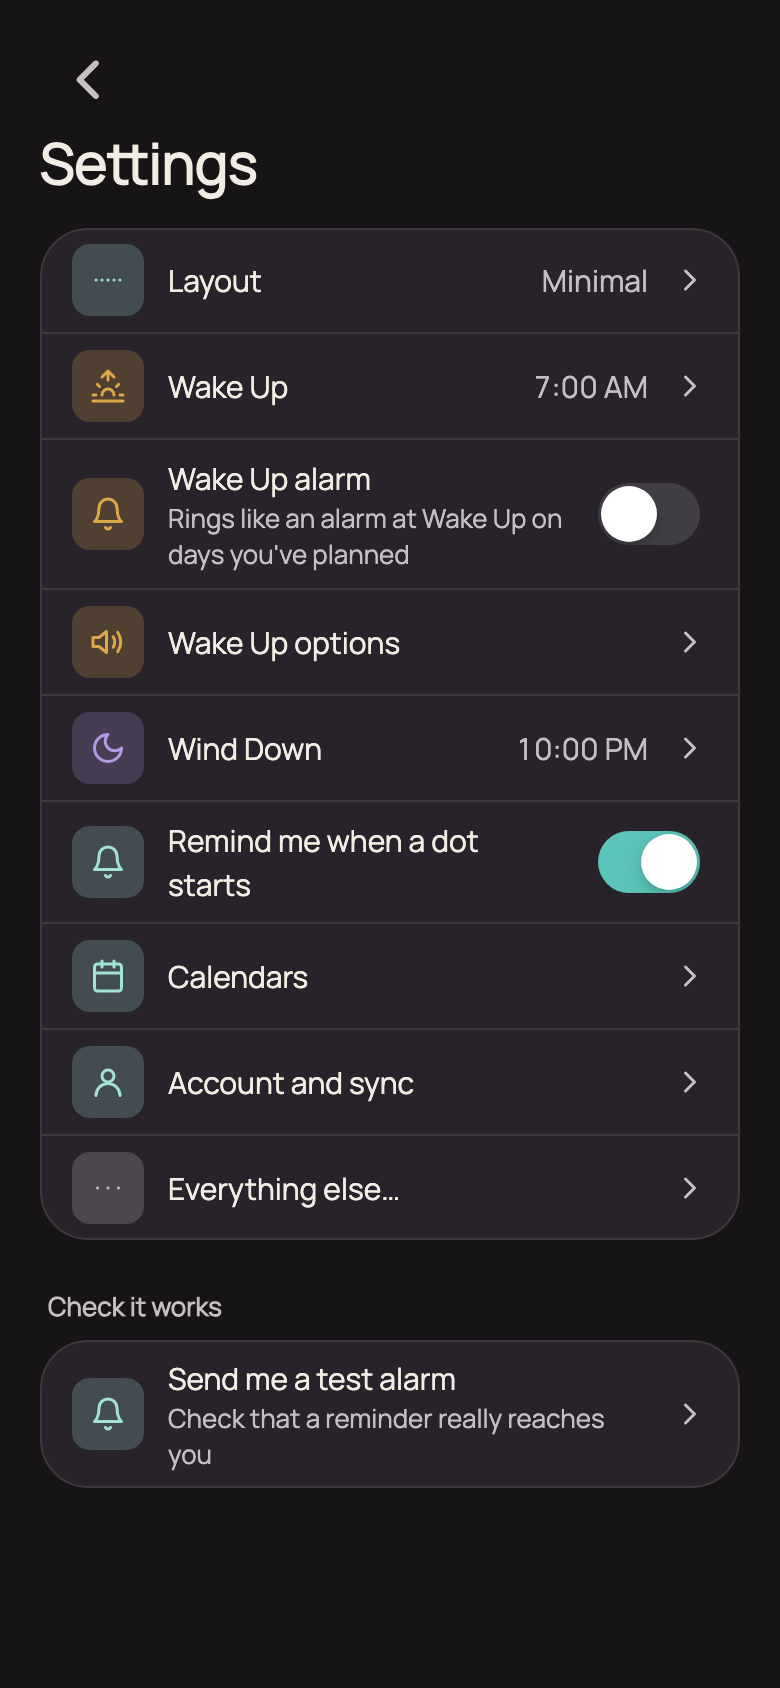 Settings
Layout
Minimal
Wake Up
7:00 AM
Wake Up alarm
Rings like an alarm at Wake Up on
days you've planned
Wake Up options
Wind Down
10:00 PM
Remind me when a dot
starts
Calendars
Account and sync
Everything else...
Check it works
Send me a test alarm
Check that a reminder really reaches
you